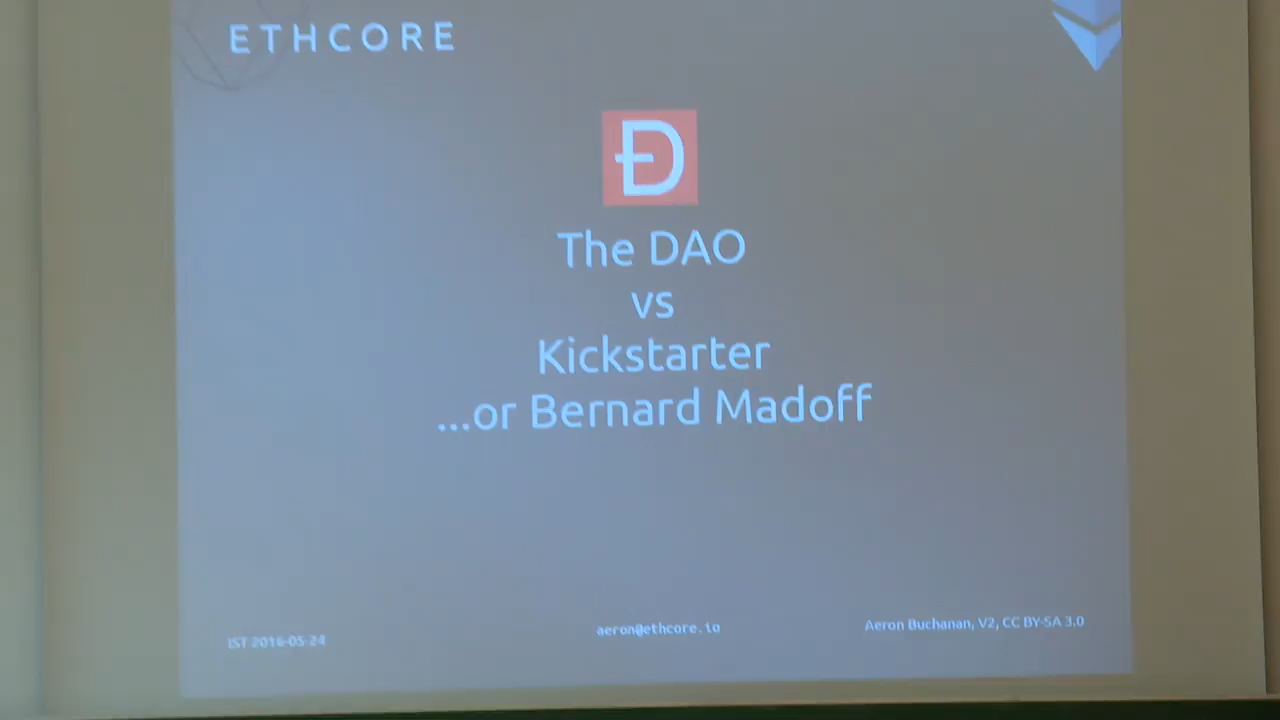 ETHCORE
Đ
The DAO
vs
Kickstarter
...or Bernard Madoff
IST 2016-05-24
aeron@ethcore.io
Aeron Buchanan, V2, CC BY-SA 3.0